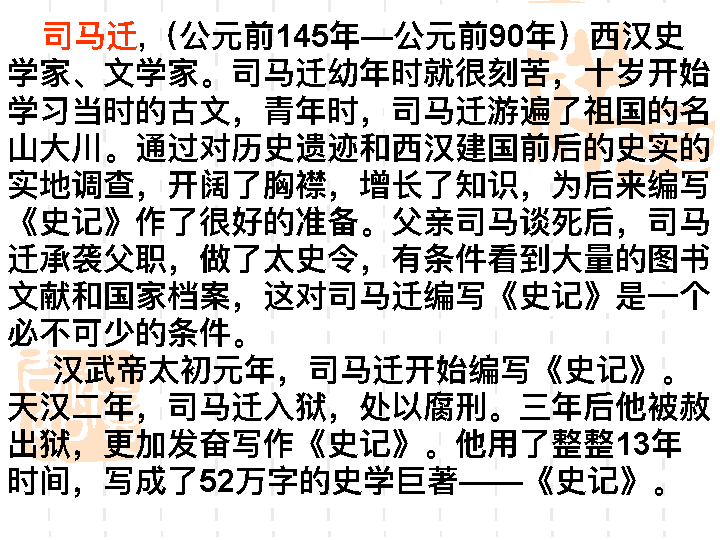 司马迁,（公元前145年—公元前90年）西汉史
学家、文学家。司马迁幼年时就很刻苦，十岁开始
学习当时的古文，青年时，司马迁游遍了祖国的名
山大川。通过对历史遗迹和西汉建国前后的史实的
实地调查，开阔了胸襟，增长了知识，为后来编写
《史记》作了很好的准备。父亲司马谈死后，司马
迁承袭父职，做了太史令，有条件看到大量的图书
文献和国家档案，这对司马迁编写《史记》是一个
必不可少的条件。
汉武帝太初元年，司马迁开始编写《史记》。
天汉二年，司马迁入狱，处以腐刑。三年后他被赦
出狱，更加发奋写作《史记》。他用了整整13年
时间，写成了52万字的史学巨著——《史记》。